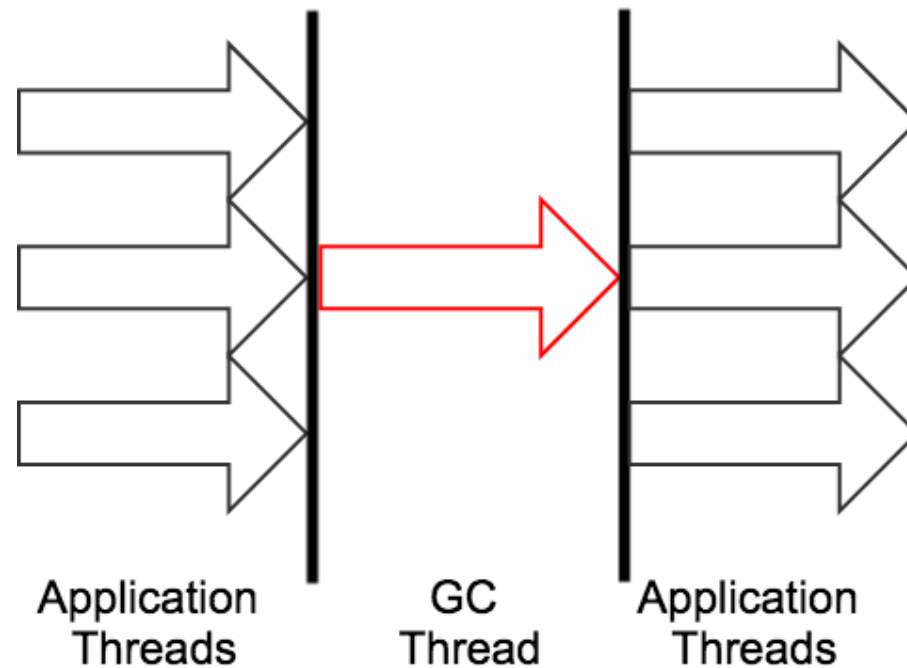 Application
Threads
GC
Thread
Application
Threads